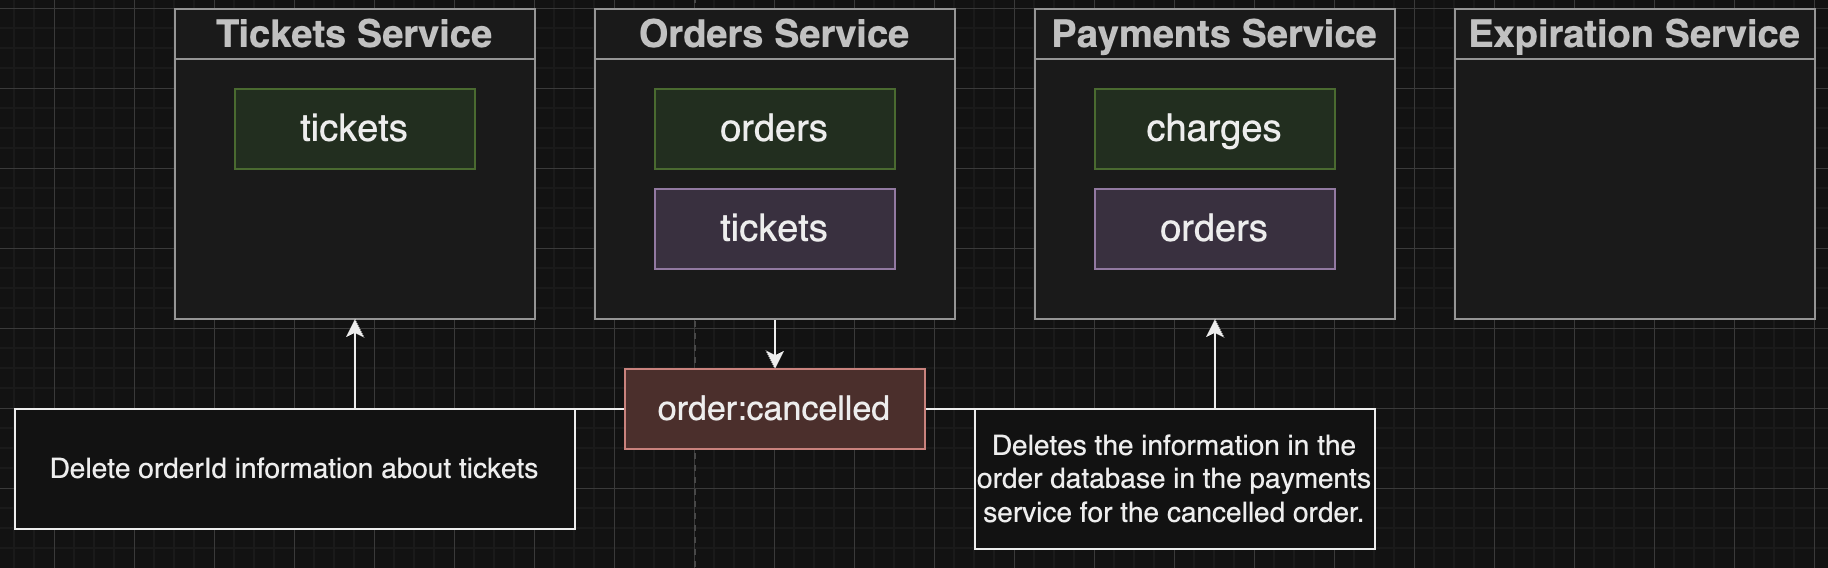 Tickets Service
Orders Service
Payments Service
Expiration Service
tickets
orders
charges
tickets
orders
order:cancelled
Delete orderId information about tickets
Deletes the information in the
order database in the payments
service for the cancelled order.